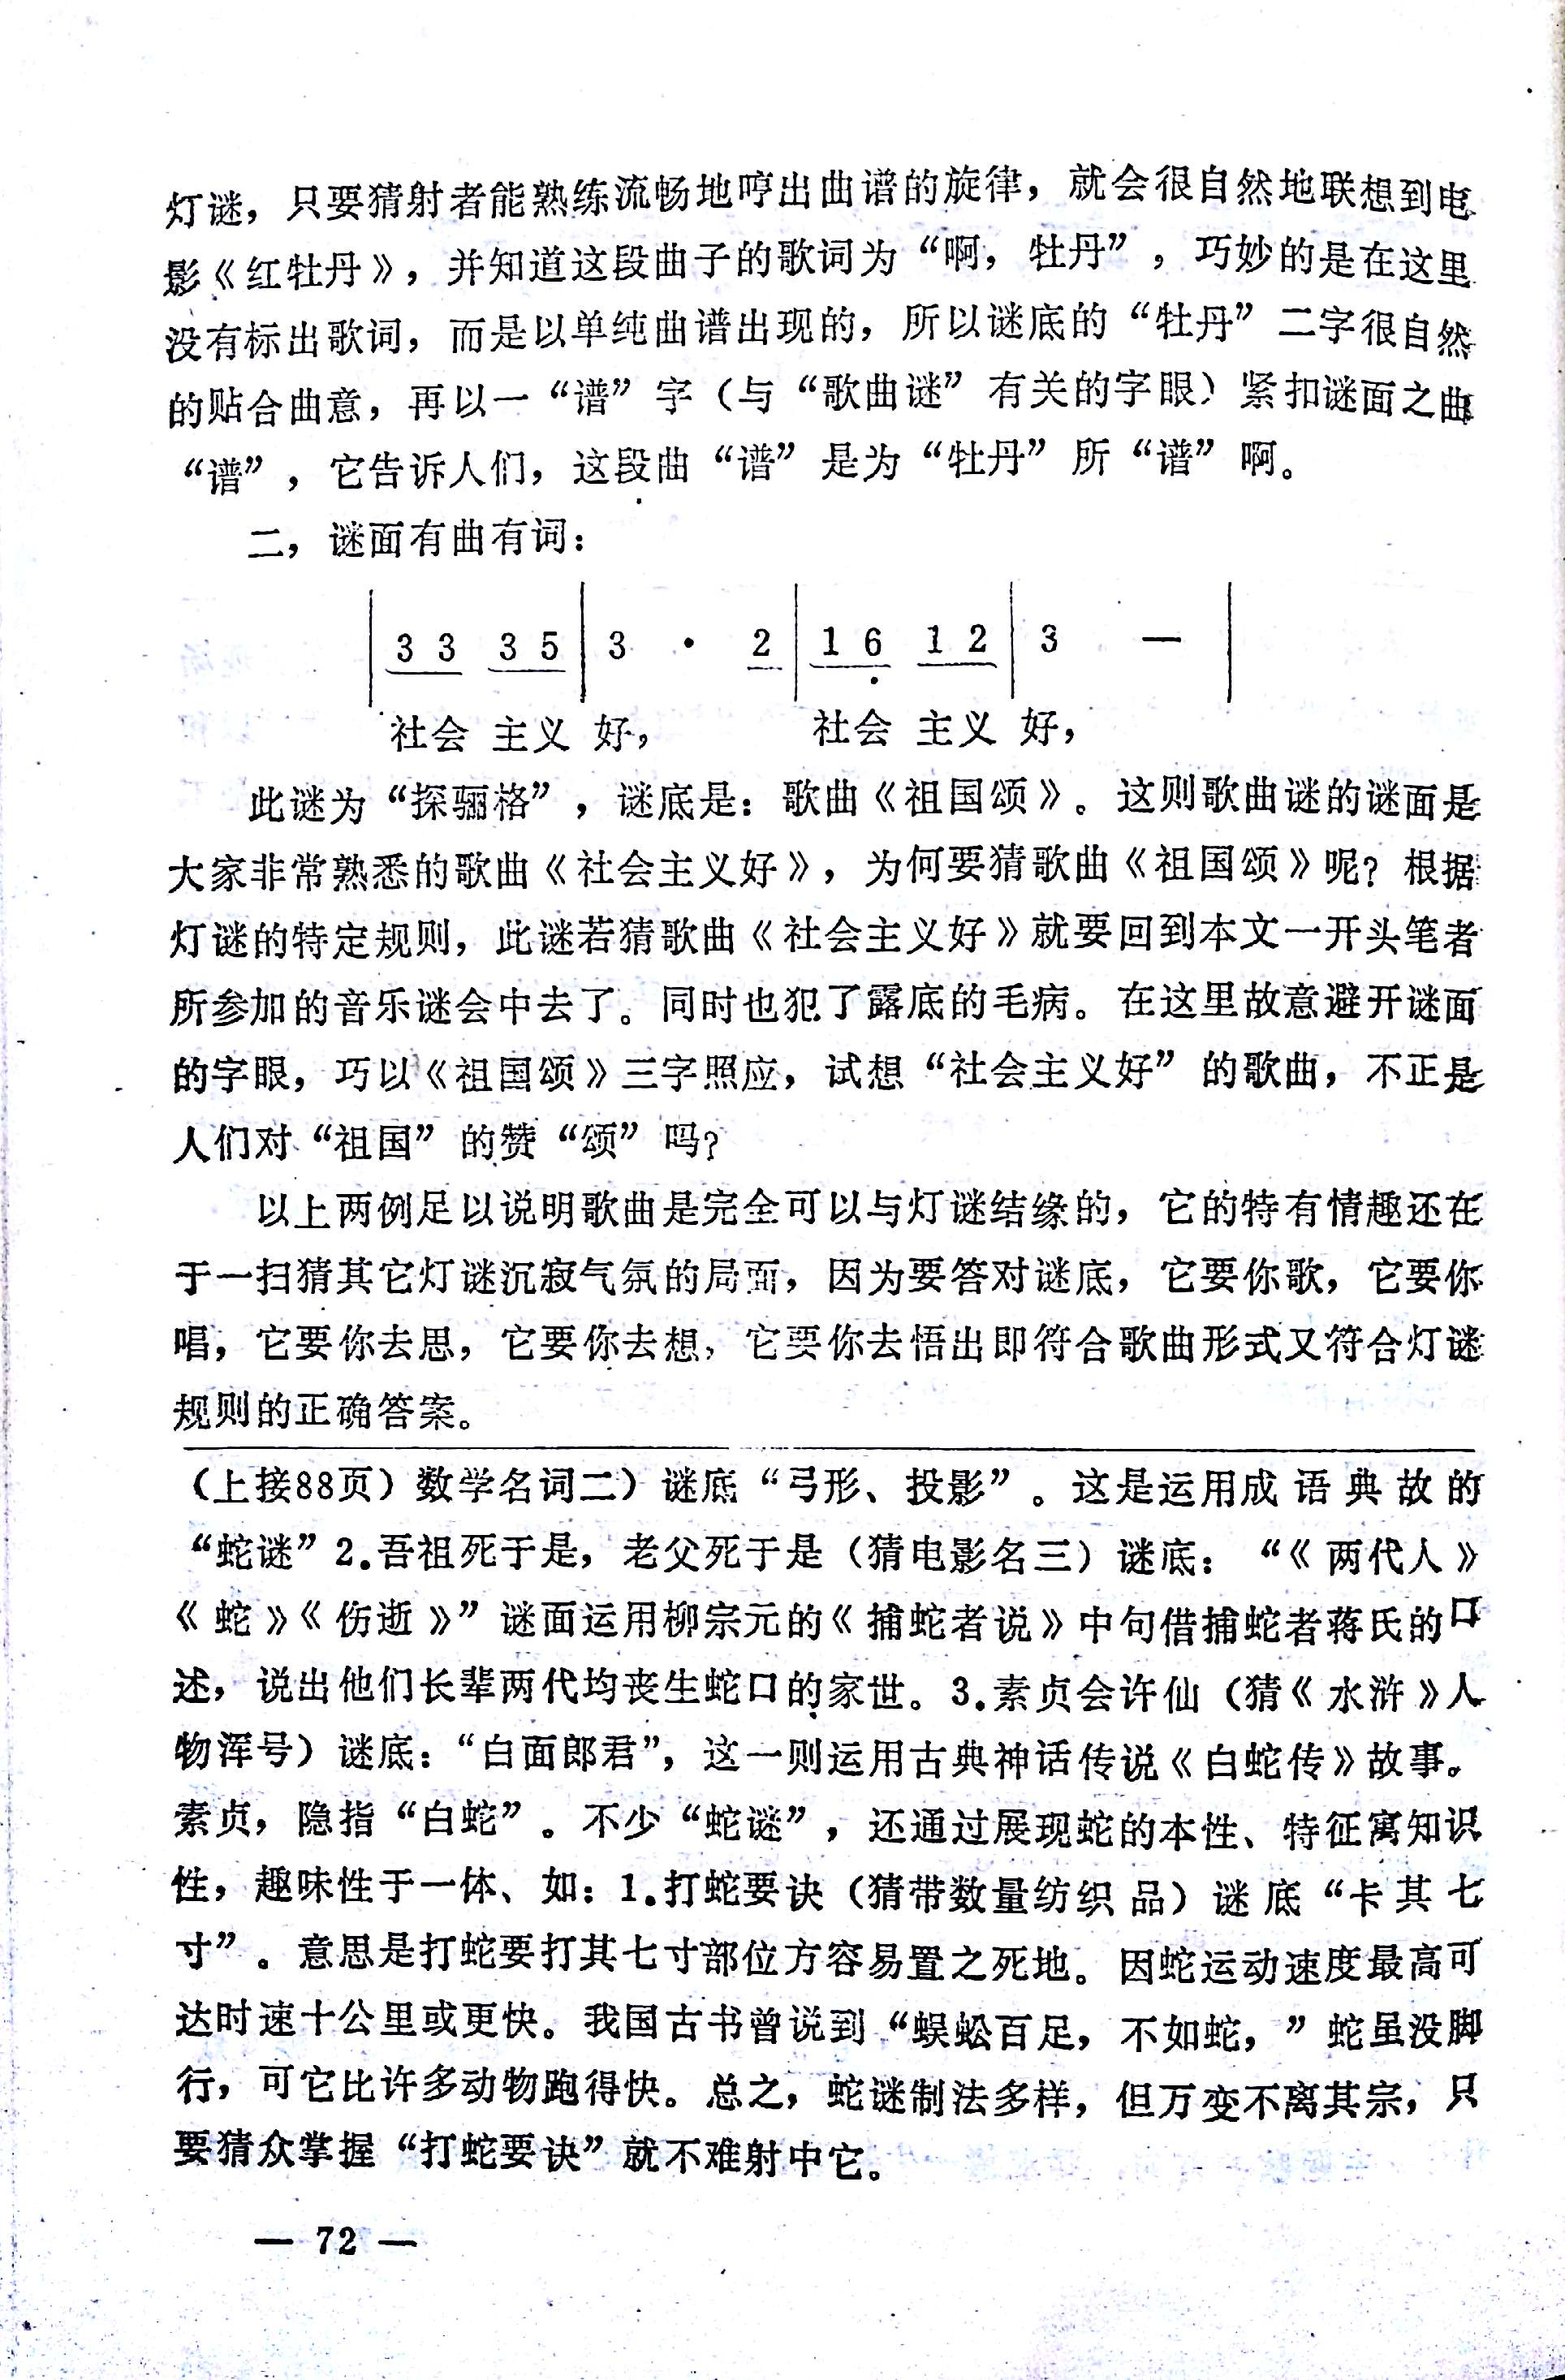 灯谜，只要猜射者能熟练流畅地哼出曲谱的旋律，就会很自然地联想到电
影《红牡丹》，并知道这段曲子的歌词为“啊，牡丹”，巧妙的是在这里
没有标出歌词，而是以单纯曲谱出现的，所以谜底的“牡丹”二字很自然
的贴合曲意，再以一“谱”字（与“歌曲谜”有关的字眼）紧扣谜面之曲
“谱”，它告诉人们，这段曲“谱”是为“牡丹”所“谱”啊。
二，谜面有曲有词：
| 3 3 3 5 | 3 · 2 | 1 6 1 2 | 3 — |
社会 主义 好， 社会 主义 好，
此谜为“探骊格”，谜底是：歌曲《祖国颂》。这则歌曲谜的谜面是
大家非常熟悉的歌曲《社会主义好》，为何要猜歌曲《祖国颂》呢？根据
灯谜的特定规则，此谜若猜歌曲《社会主义好》就要回到本文一开头笔者
所参加的音乐谜会中去了。同时也犯了露底的毛病。在这里故意避开谜面
的字眼，巧以《祖国颂》三字照应，试想“社会主义好”的歌曲，不正是
人们对“祖国”的赞“颂”吗？
以上两例足以说明歌曲是完全可以与灯谜结缘的，它的特有情趣还在
于一扫猜其它灯谜沉寂气氛的局面，因为要答对谜底，它要你歌，它要你
唱，它要你去思，它要你去想，它要你去悟出即符合歌曲形式又符合灯谜
规则的正确答案。
（上接88页）数学名词二）谜底“弓形、投影”。这是运用成语典故的
“蛇谜”2.吾祖死于是，老父死于是（猜电影名三）谜底：“《两代人》
《蛇》《伤逝》”谜面运用柳宗元的《捕蛇者说》中句借捕蛇者蒋氏的口
述，说出他们长辈两代均丧生蛇口的家世。3.素贞会许仙（猜《水浒》人
物浑号）谜底：“白面郎君”，这一则运用古典神话传说《白蛇传》故事。
素贞，隐指“白蛇”。不少“蛇谜”，还通过展现蛇的本性、特征寓知识
性，趣味性于一体、如：1.打蛇要诀（猜带数量纺织品）谜底“卡其七
寸”。意思是打蛇要打其七寸部位方容易置之死地。因蛇运动速度最高可
达时速十公里或更快。我国古书曾说到“蜈蚣百足，不如蛇，”蛇虽没脚
行，可它比许多动物跑得快。总之，蛇谜制法多样，但万变不离其宗，只
要猜众掌握“打蛇要诀”就不难射中它。
— 72 —